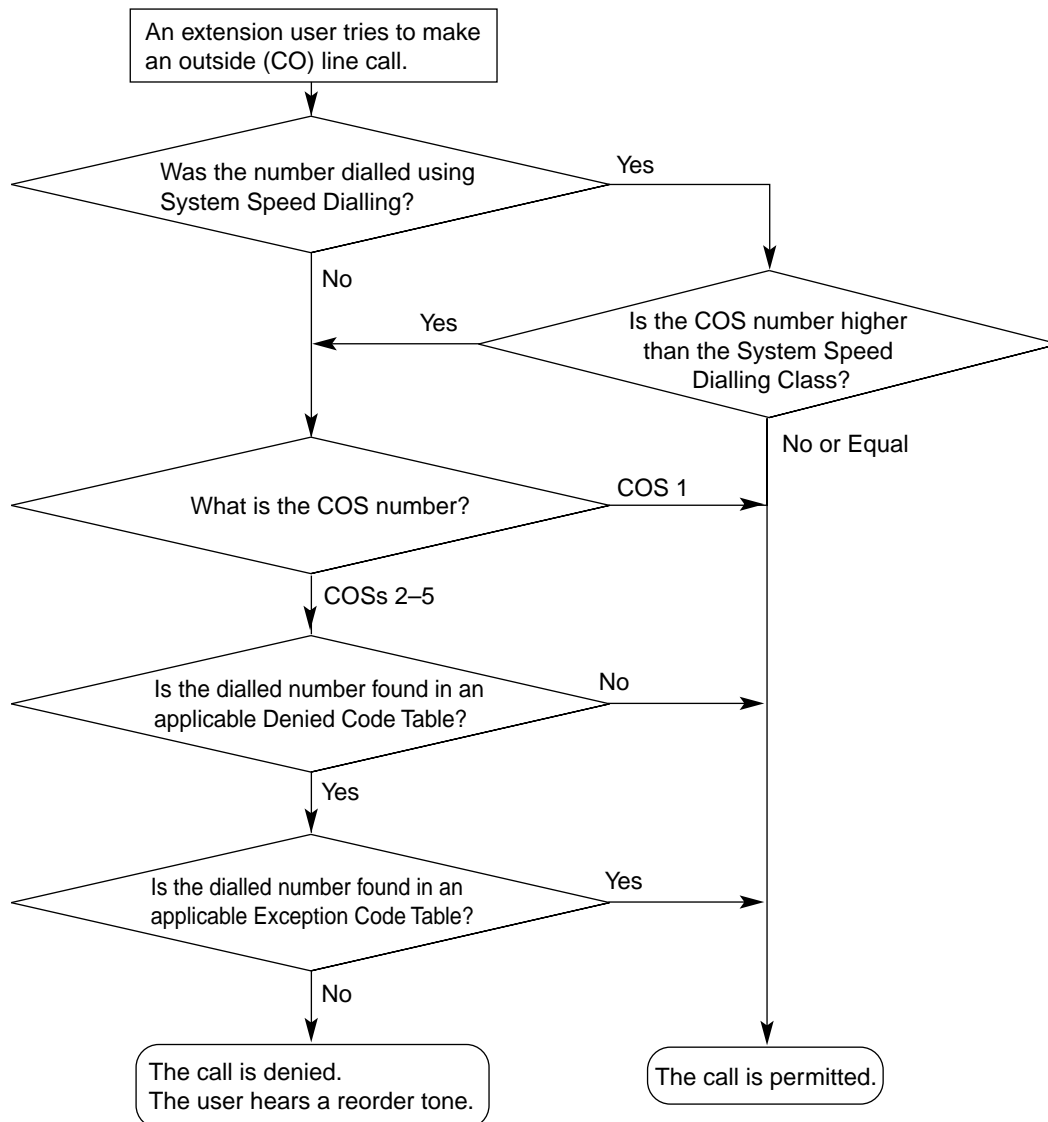 An extension user tries to make
an outside (CO) line call.
Was the number dialled using
System Speed Dialling?
Yes
No
Is the COS number higher
than the System Speed
Dialling Class?
Yes
No or Equal
What is the COS number?
COS 1
COSs 2–5
Is the dialled number found in an
applicable Denied Code Table?
No
Yes
Is the dialled number found in an
applicable Exception Code Table?
Yes
No
The call is denied.
The user hears a reorder tone.
The call is permitted.